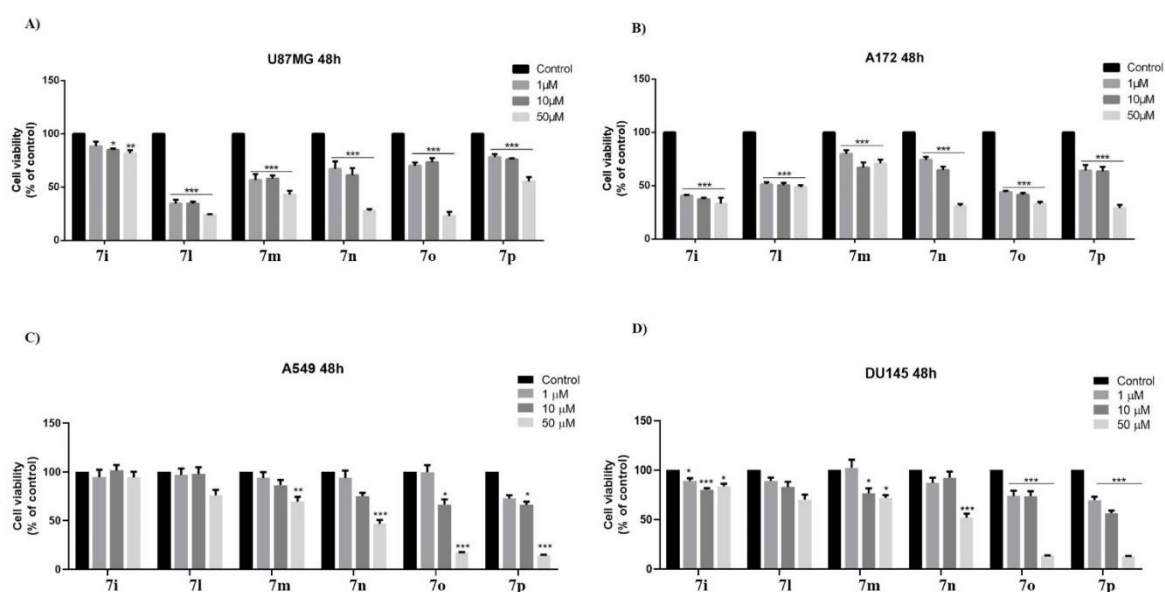 A)
U87MG 48h
Control
1µM
10µM
50µM
Cell viability
(% of control)
150
100
50
0
* ** *** *** *** *** ***
7i 7l 7m 7n 7o 7p
B)
A172 48h
Control
1µM
10µM
50µM
Cell viability
(% of control)
150
100
50
0
*** *** *** *** *** ***
7i 7l 7m 7n 7o 7p
C)
A549 48h
Control
1 µM
10 µM
50 µM
Cell viability
(% of control)
150
100
50
0
** *** * *** * ***
7i 7l 7m 7n 7o 7p
D)
DU145 48h
Control
1 µM
10 µM
50 µM
Cell viability
(% of control)
150
100
50
0
* *** * * * *** *** ***
7i 7l 7m 7n 7o 7p